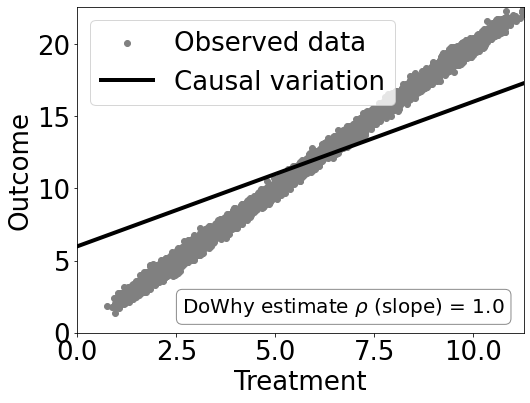 Observed data
Causal variation
20
15
10
5
0
Outcome
DoWhy estimate ρ (slope) = 1.0
0.0 2.5 5.0 7.5 10.0
Treatment